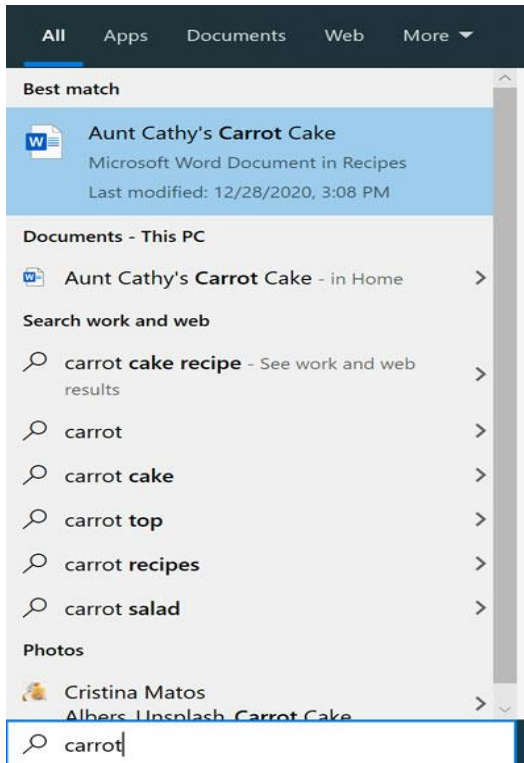 All Apps Documents Web More
Best match
Aunt Cathy's Carrot Cake
Microsoft Word Document in Recipes
Last modified: 12/28/2020, 3:08 PM
Documents - This PC
Aunt Cathy's Carrot Cake - in Home
Search work and web
carrot cake recipe - See work and web
results
carrot
carrot cake
carrot top
carrot recipes
carrot salad
Photos
Cristina Matos
Albers Unsplash Carrot Cake
carrot